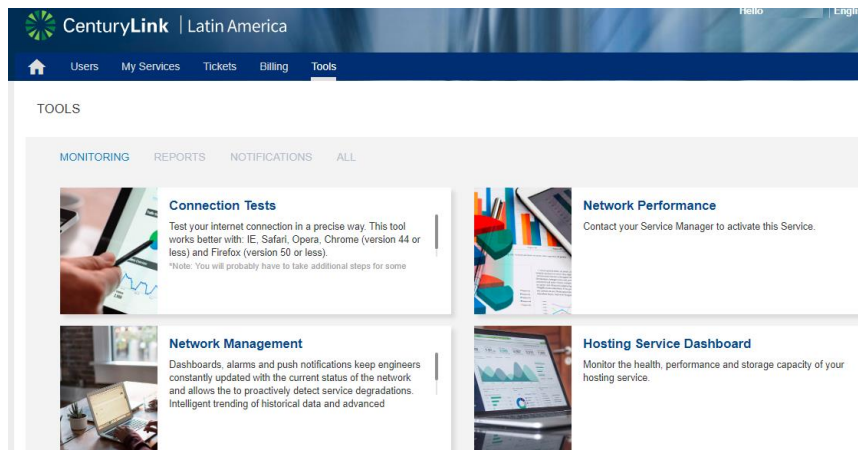 Hello
Englis
CenturyLink | Latin America
Users My Services Tickets Billing Tools
TOOLS
MONITORING REPORTS NOTIFICATIONS ALL
Connection Tests
Test your internet connection in a precise way. This tool
works better with: IE, Safari, Opera, Chrome (version 44 or
less) and Firefox (version 50 or less).
*Note: You will probably have to take additional steps for some
Network Performance
Contact your Service Manager to activate this Service.
Network Management
Dashboards, alarms and push notifications keep engineers
constantly updated with the current status of the network
and allows the to proactively detect service degradations.
Intelligent trending of historical data and advanced
Hosting Service Dashboard
Monitor the health, performance and storage capacity of your
hosting service.